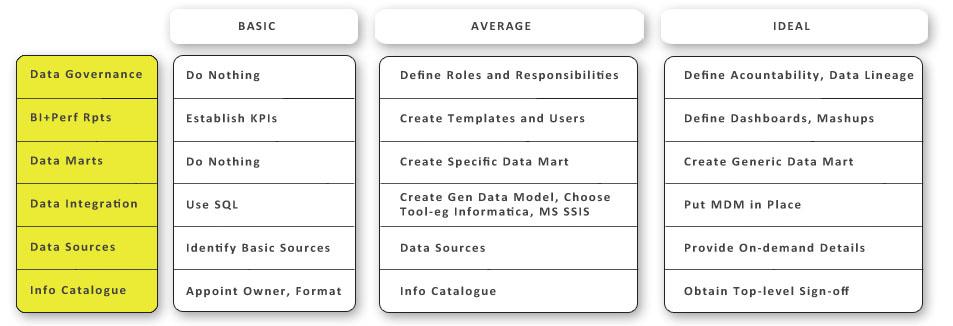 BASIC AVERAGE IDEAL
Data Governance Do Nothing Define Roles and Responsibilities Define Acountability, Data Lineage
BI+Perf Rpts Establish KPIs Create Templates and Users Define Dashboards, Mashups
Data Marts Do Nothing Create Specific Data Mart Create Generic Data Mart
Data Integration Use SQL Create Gen Data Model, Choose
Tool-eg Informatica, MS SSIS Put MDM in Place
Data Sources Identify Basic Sources Data Sources Provide On-demand Details
Info Catalogue Appoint Owner, Format Info Catalogue Obtain Top-level Sign-off